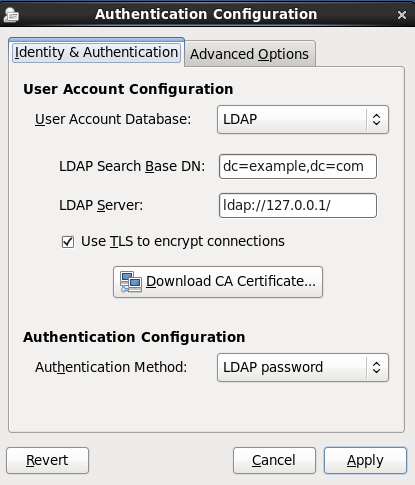 Authentication Configuration
Identity & Authentication
Advanced Options
User Account Configuration
User Account Database: LDAP
LDAP Search Base DN: dc=example,dc=com
LDAP Server: ldap://127.0.0.1/
Use TLS to encrypt connections
Download CA Certificate...
Authentication Configuration
Authentication Method: LDAP password
Revert Cancel Apply